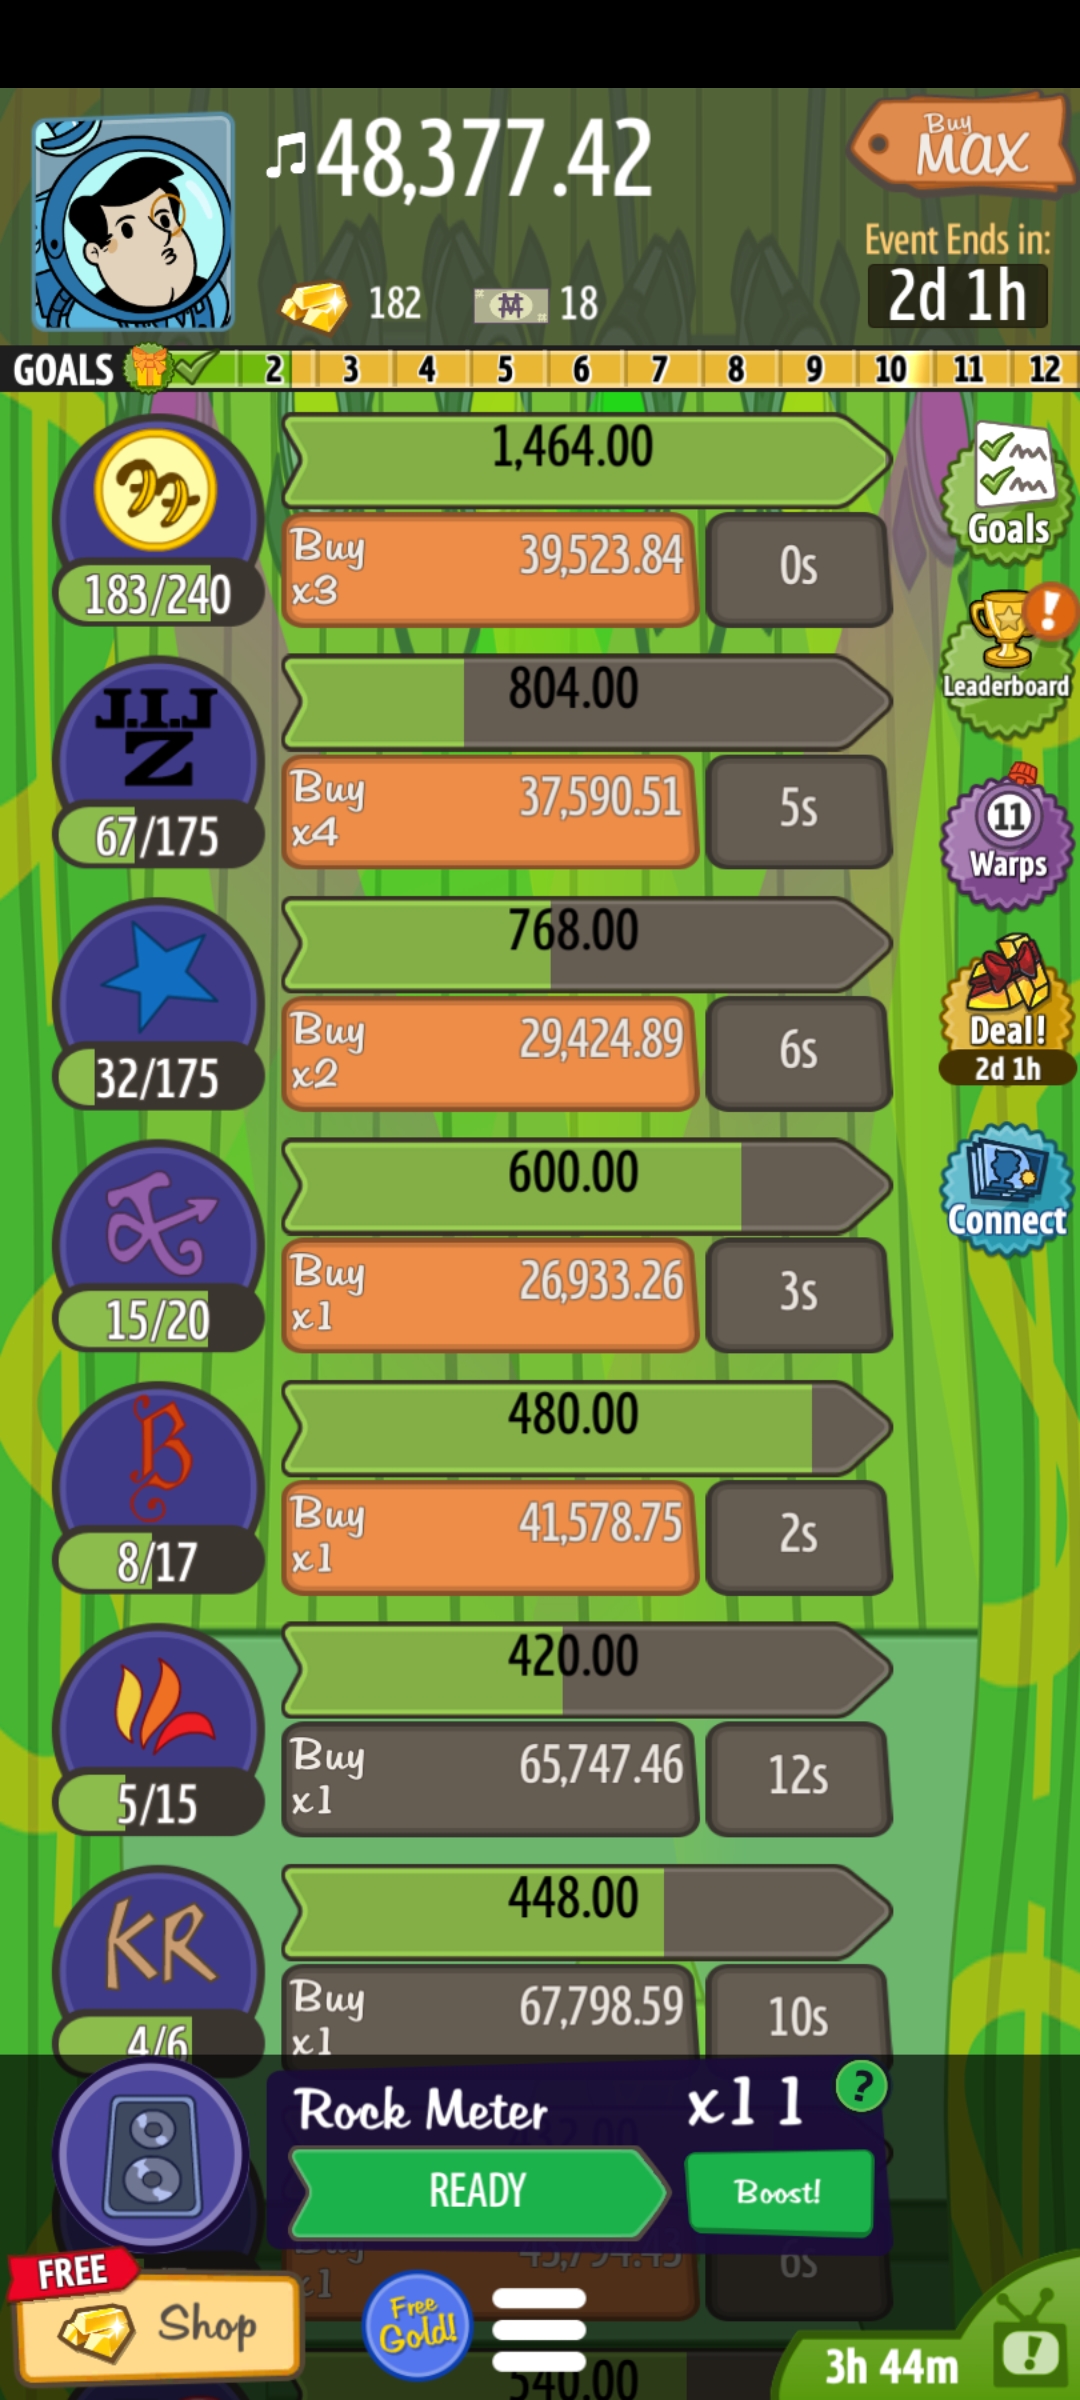 ♫48,377.42
Buy
MAX
Event Ends in:
2d 1h
182
18
GOALS 2 3 4 5 6 7 8 9 10 11 12
1,464.00
Buy
x3
39,523.84
0s
183/240
Goals
J.I.J
Z
804.00
Buy
x4
37,590.51
5s
67/175
!
Leaderboard
11
Warps
768.00
Buy
x2
29,424.89
6s
32/175
Deal!
2d 1h
600.00
Buy
x1
26,933.26
3s
15/20
Connect
B
480.00
Buy
x1
41,578.75
2s
8/17
420.00
Buy
x1
65,747.46
12s
5/15
KR
448.00
Buy
x1
67,798.59
10s
4/6
Rock Meter
x11
?
READY
Boost!
Buy
x1
6s
FREE
Shop
Free
Gold!
540.00
3h 44m
!